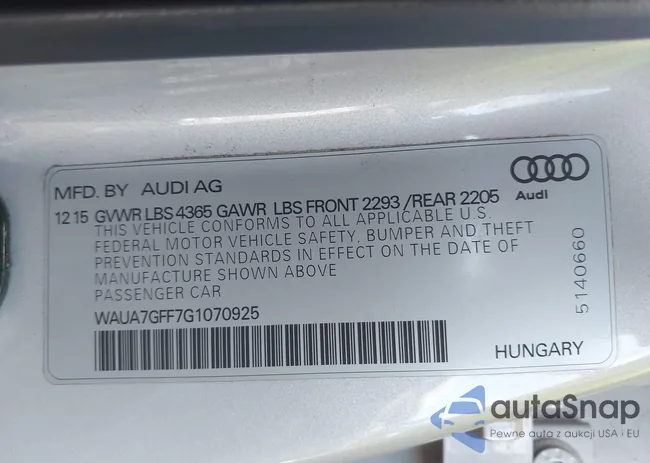 MFD. BY AUDI AG
Audi
12 15 GVWR LBS 4365 GAWR LBS FRONT 2293 /REAR 2205
THIS VEHICLE CONFORMS TO ALL APPLICABLE U.S.
FEDERAL MOTOR VEHICLE SAFETY, BUMPER AND THEFT
PREVENTION STANDARDS IN EFFECT ON THE DATE OF
MANUFACTURE SHOWN ABOVE
PASSENGER CAR
WAUA7GFF7G1070925
HUNGARY
5140660
autaSnap
Pewne auta z aukcji USA i EU